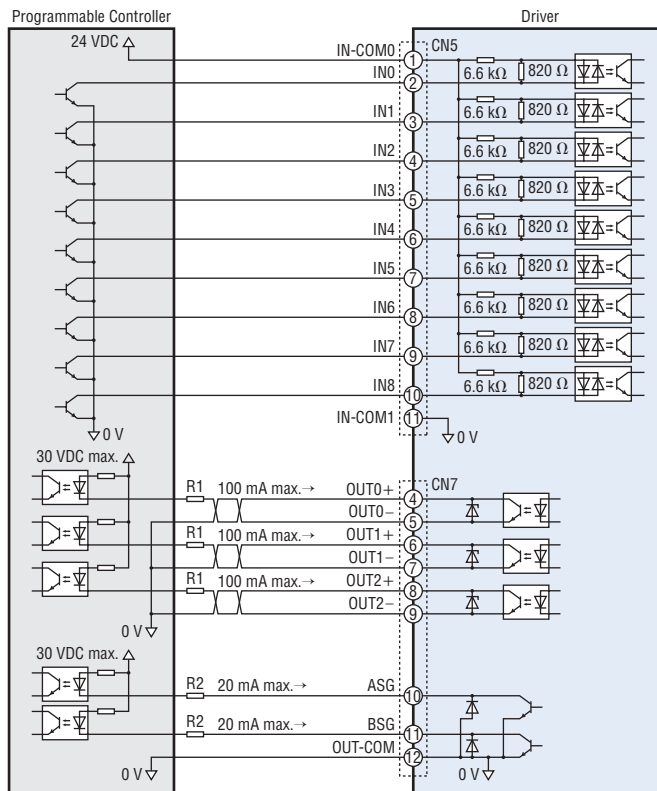 Programmable Controller
Driver
24 VDC
IN-COM0
CN5
1
6.6 kΩ
820 Ω
IN0
2
6.6 kΩ
820 Ω
IN1
3
6.6 kΩ
820 Ω
IN2
4
6.6 kΩ
820 Ω
IN3
5
6.6 kΩ
820 Ω
IN4
6
6.6 kΩ
820 Ω
IN5
7
6.6 kΩ
820 Ω
IN6
8
6.6 kΩ
820 Ω
IN7
9
6.6 kΩ
820 Ω
IN8
10
IN-COM1
11
0 V
0 V
30 VDC max.
CN7
R1
100 mA max.→
OUT0+
4
OUT0−
5
R1
100 mA max.→
OUT1+
6
OUT1−
7
R1
100 mA max.→
OUT2+
8
OUT2−
9
0 V
30 VDC max.
R2
20 mA max.→
ASG
10
R2
20 mA max.→
BSG
11
OUT-COM
12
0 V
0 V